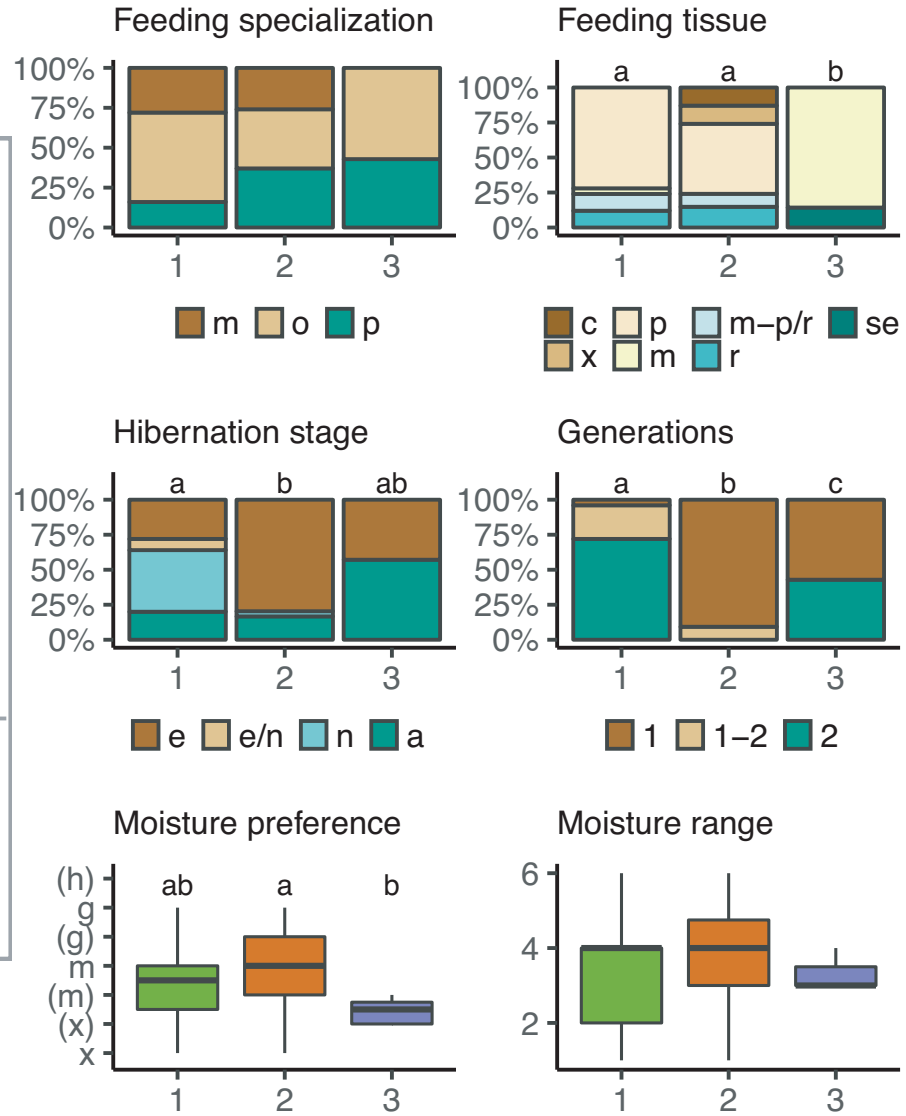 Feeding specialization
100%
75%
50%
25%
0%
1 2 3
m o p
Feeding tissue
a a b
100%
75%
50%
25%
0%
1 2 3
c p m–p/r se
x m r
Hibernation stage
a b ab
100%
75%
50%
25%
0%
1 2 3
e e/n n a
Generations
a b c
100%
75%
50%
25%
0%
1 2 3
1 1–2 2
Moisture preference
ab a b
(h)
g
(g)
m
(m)
(x)
x
1 2 3
Moisture range
6
4
2
1 2 3